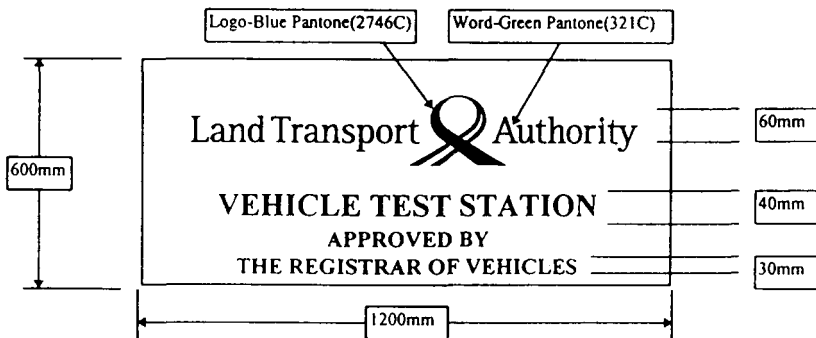 Logo-Blue Pantone(2746C) Word-Green Pantone(321C)
Land Transport Authority 60mm
600mm
VEHICLE TEST STATION 40mm
APPROVED BY
THE REGISTRAR OF VEHICLES 30mm
1200mm